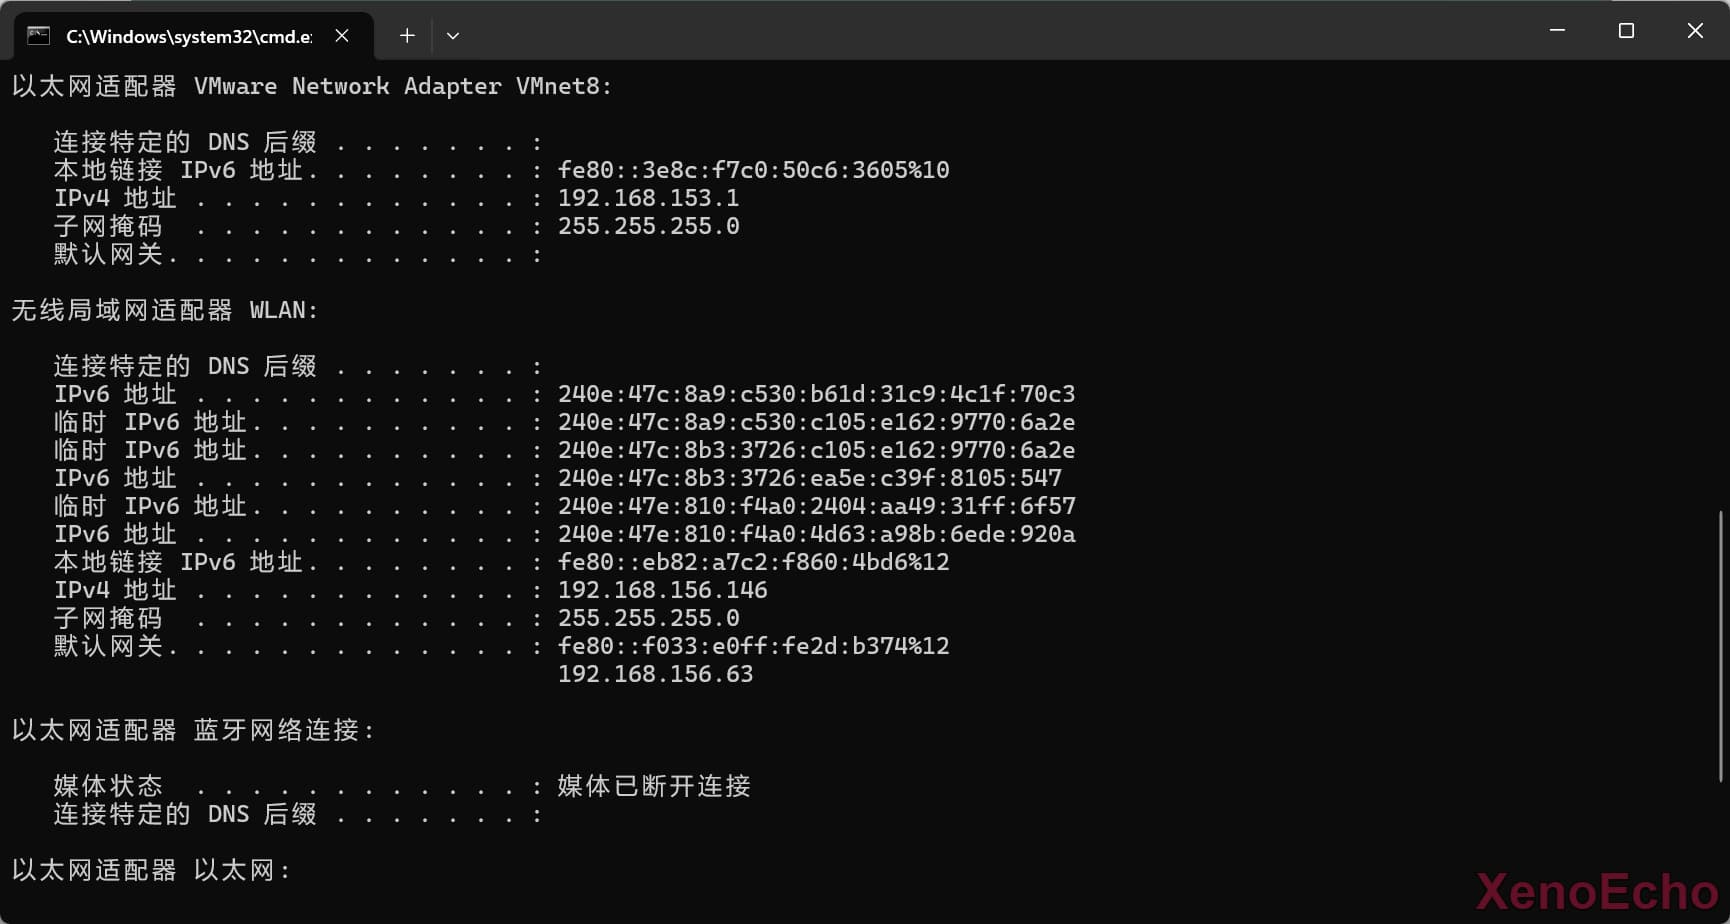 C:\Windows\system32\cmd.e
以太网适配器 VMware Network Adapter VMnet8:
连接特定的 DNS 后缀 . . . . . . . :
本地链接 IPv6 地址. . . . . . . . : fe80::3e8c:f7c0:50c6:3605%10
IPv4 地址 . . . . . . . . . . . . : 192.168.153.1
子网掩码  . . . . . . . . . . . . : 255.255.255.0
默认网关. . . . . . . . . . . . . :
无线局域网适配器 WLAN:
连接特定的 DNS 后缀 . . . . . . . :
IPv6 地址 . . . . . . . . . . . . : 240e:47c:8a9:c530:b61d:31c9:4c1f:70c3
临时 IPv6 地址. . . . . . . . . . : 240e:47c:8a9:c530:c105:e162:9770:6a2e
临时 IPv6 地址. . . . . . . . . . : 240e:47c:8b3:3726:c105:e162:9770:6a2e
IPv6 地址 . . . . . . . . . . . . : 240e:47c:8b3:3726:ea5e:c39f:8105:547
临时 IPv6 地址. . . . . . . . . . : 240e:47e:810:f4a0:2404:aa49:31ff:6f57
IPv6 地址 . . . . . . . . . . . . : 240e:47e:810:f4a0:4d63:a98b:6ede:920a
本地链接 IPv6 地址. . . . . . . . : fe80::eb82:a7c2:f860:4bd6%12
IPv4 地址 . . . . . . . . . . . . : 192.168.156.146
子网掩码  . . . . . . . . . . . . : 255.255.255.0
默认网关. . . . . . . . . . . . . : fe80::f033:e0ff:fe2d:b374%12
192.168.156.63
以太网适配器 蓝牙网络连接:
媒体状态  . . . . . . . . . . . . : 媒体已断开连接
连接特定的 DNS 后缀 . . . . . . . :
以太网适配器 以太网:
XenoEcho